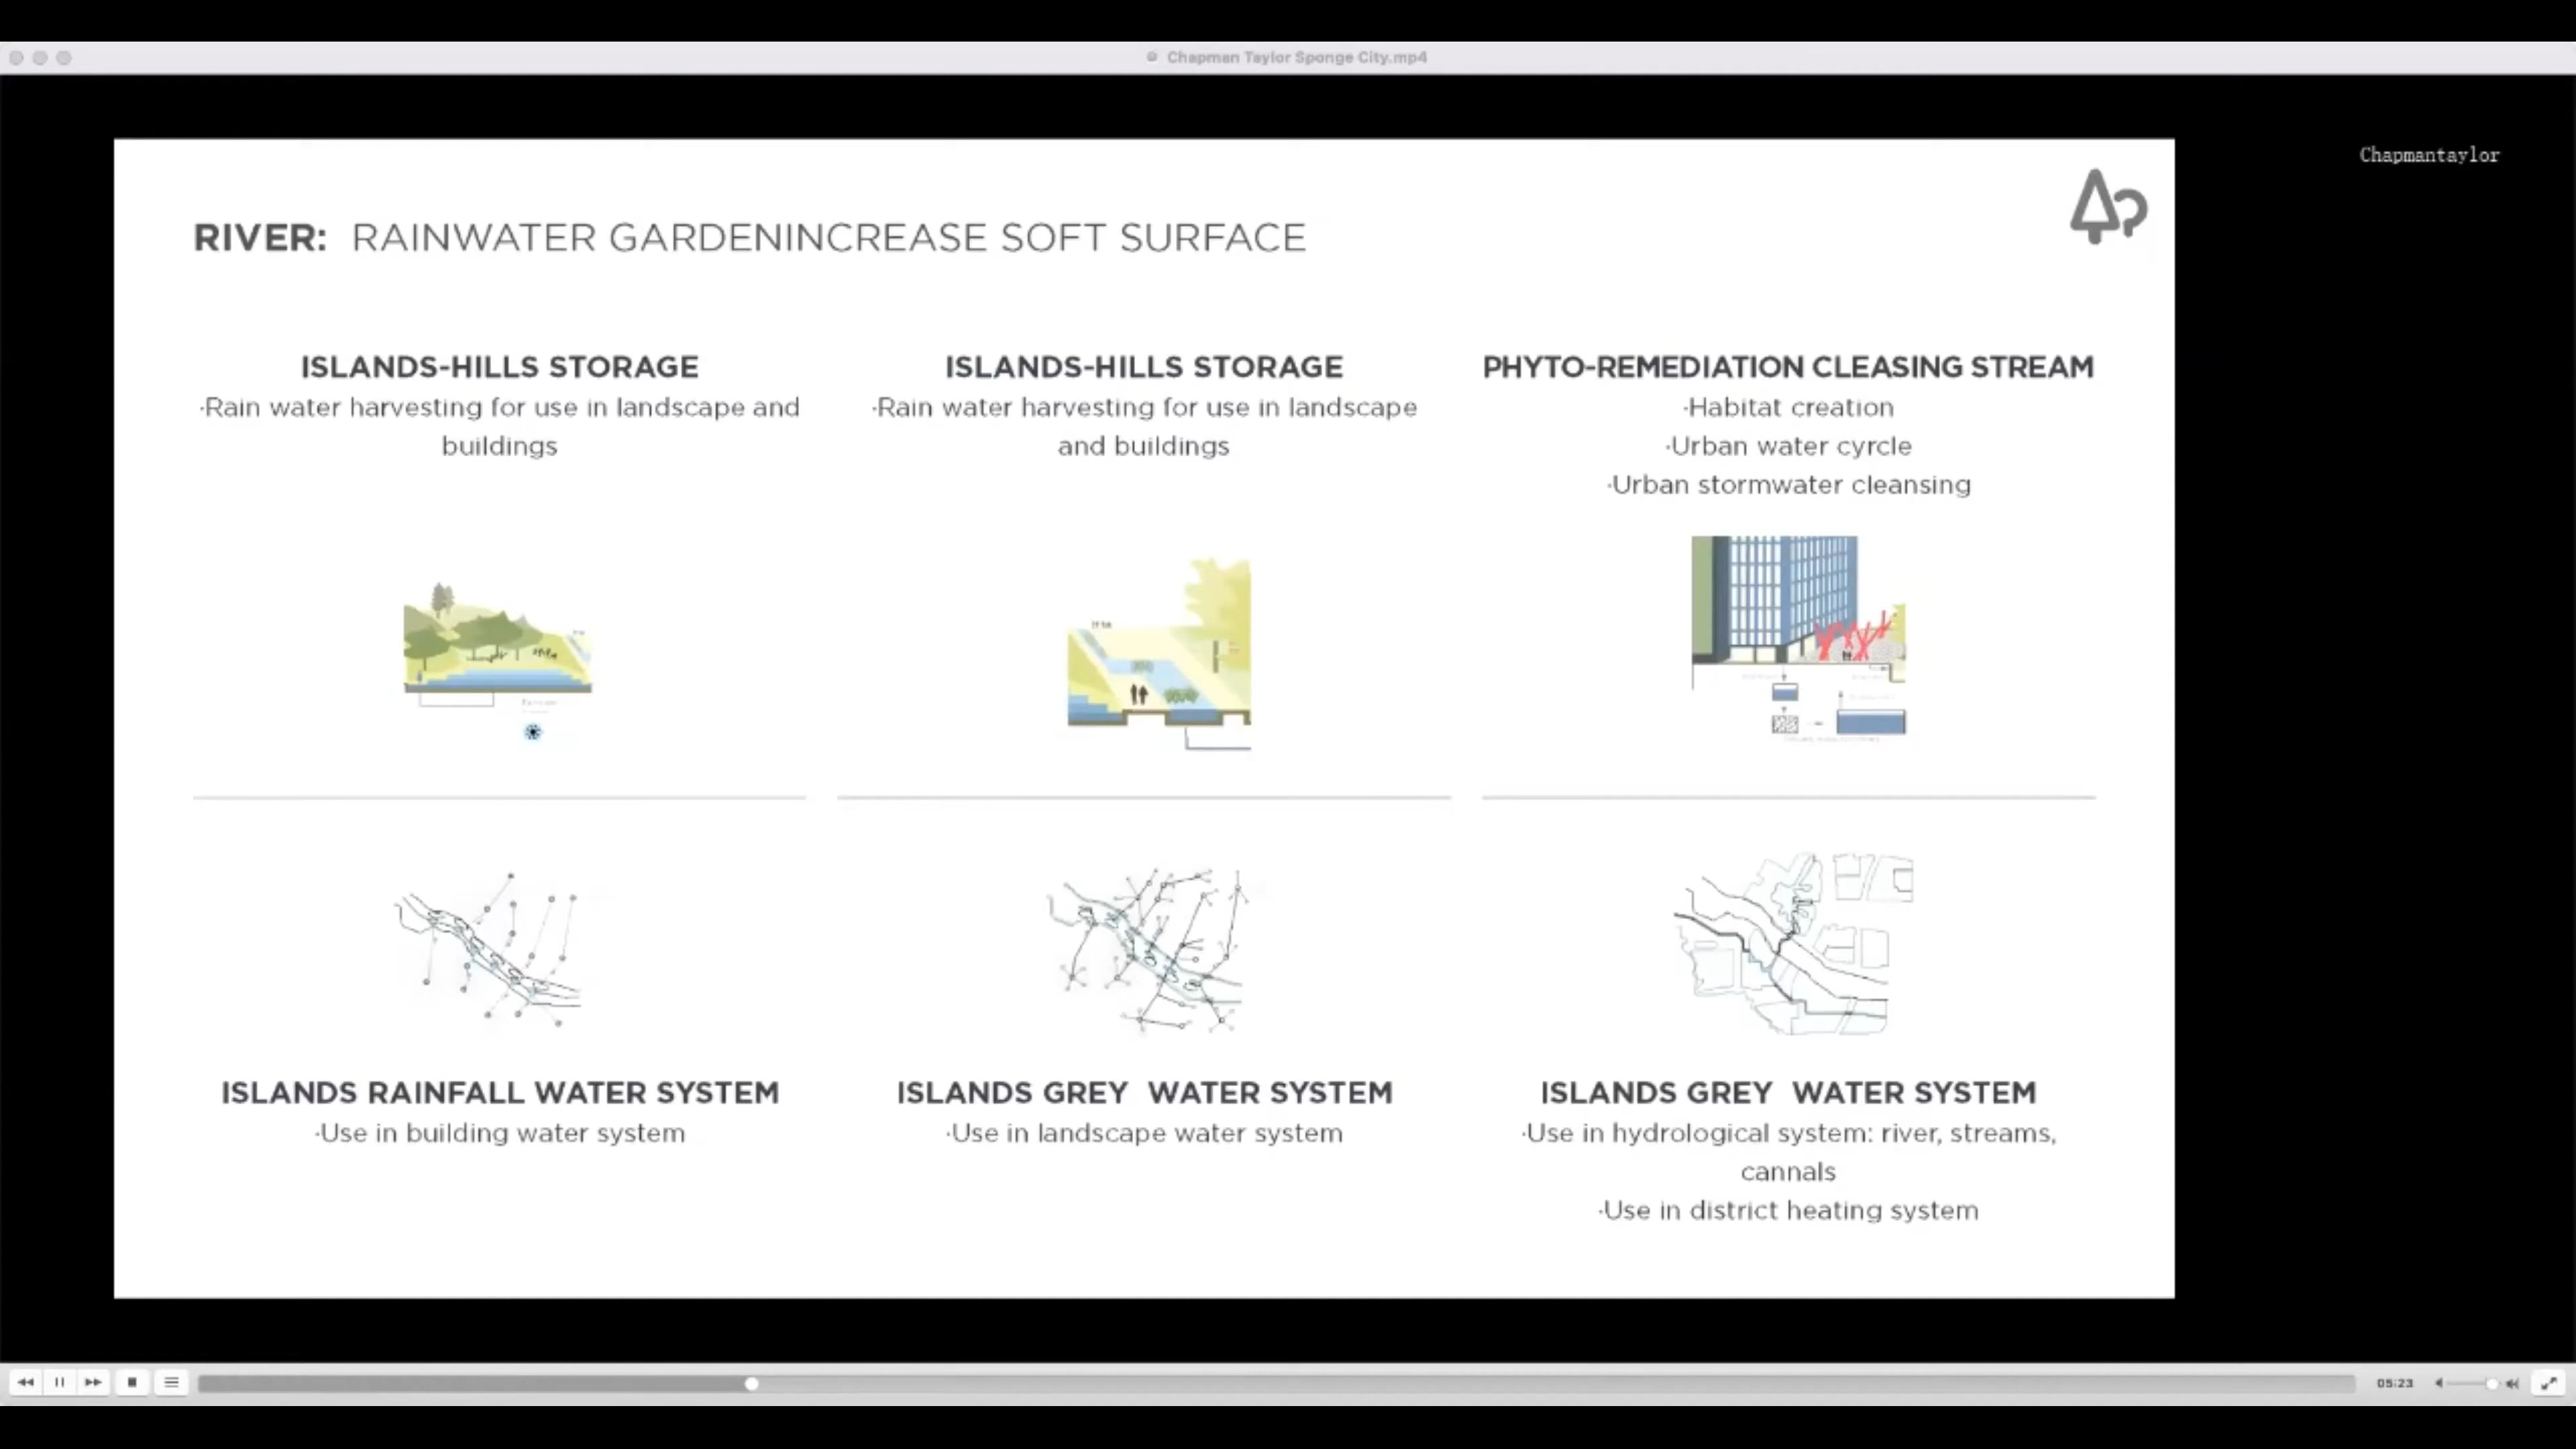 Chapman Taylor Sponge City.mp4
Chapmantaylor
RIVER: RAINWATER GARDENINCREASE SOFT SURFACE
ISLANDS-HILLS STORAGE
·Rain water harvesting for use in landscape and
buildings
ISLANDS-HILLS STORAGE
·Rain water harvesting for use in landscape
and buildings
PHYTO-REMEDIATION CLEASING STREAM
·Habitat creation
·Urban water cyrcle
·Urban stormwater cleansing
ISLANDS RAINFALL WATER SYSTEM
·Use in building water system
ISLANDS GREY WATER SYSTEM
·Use in landscape water system
ISLANDS GREY WATER SYSTEM
·Use in hydrological system: river, streams,
cannals
·Use in district heating system
05:23